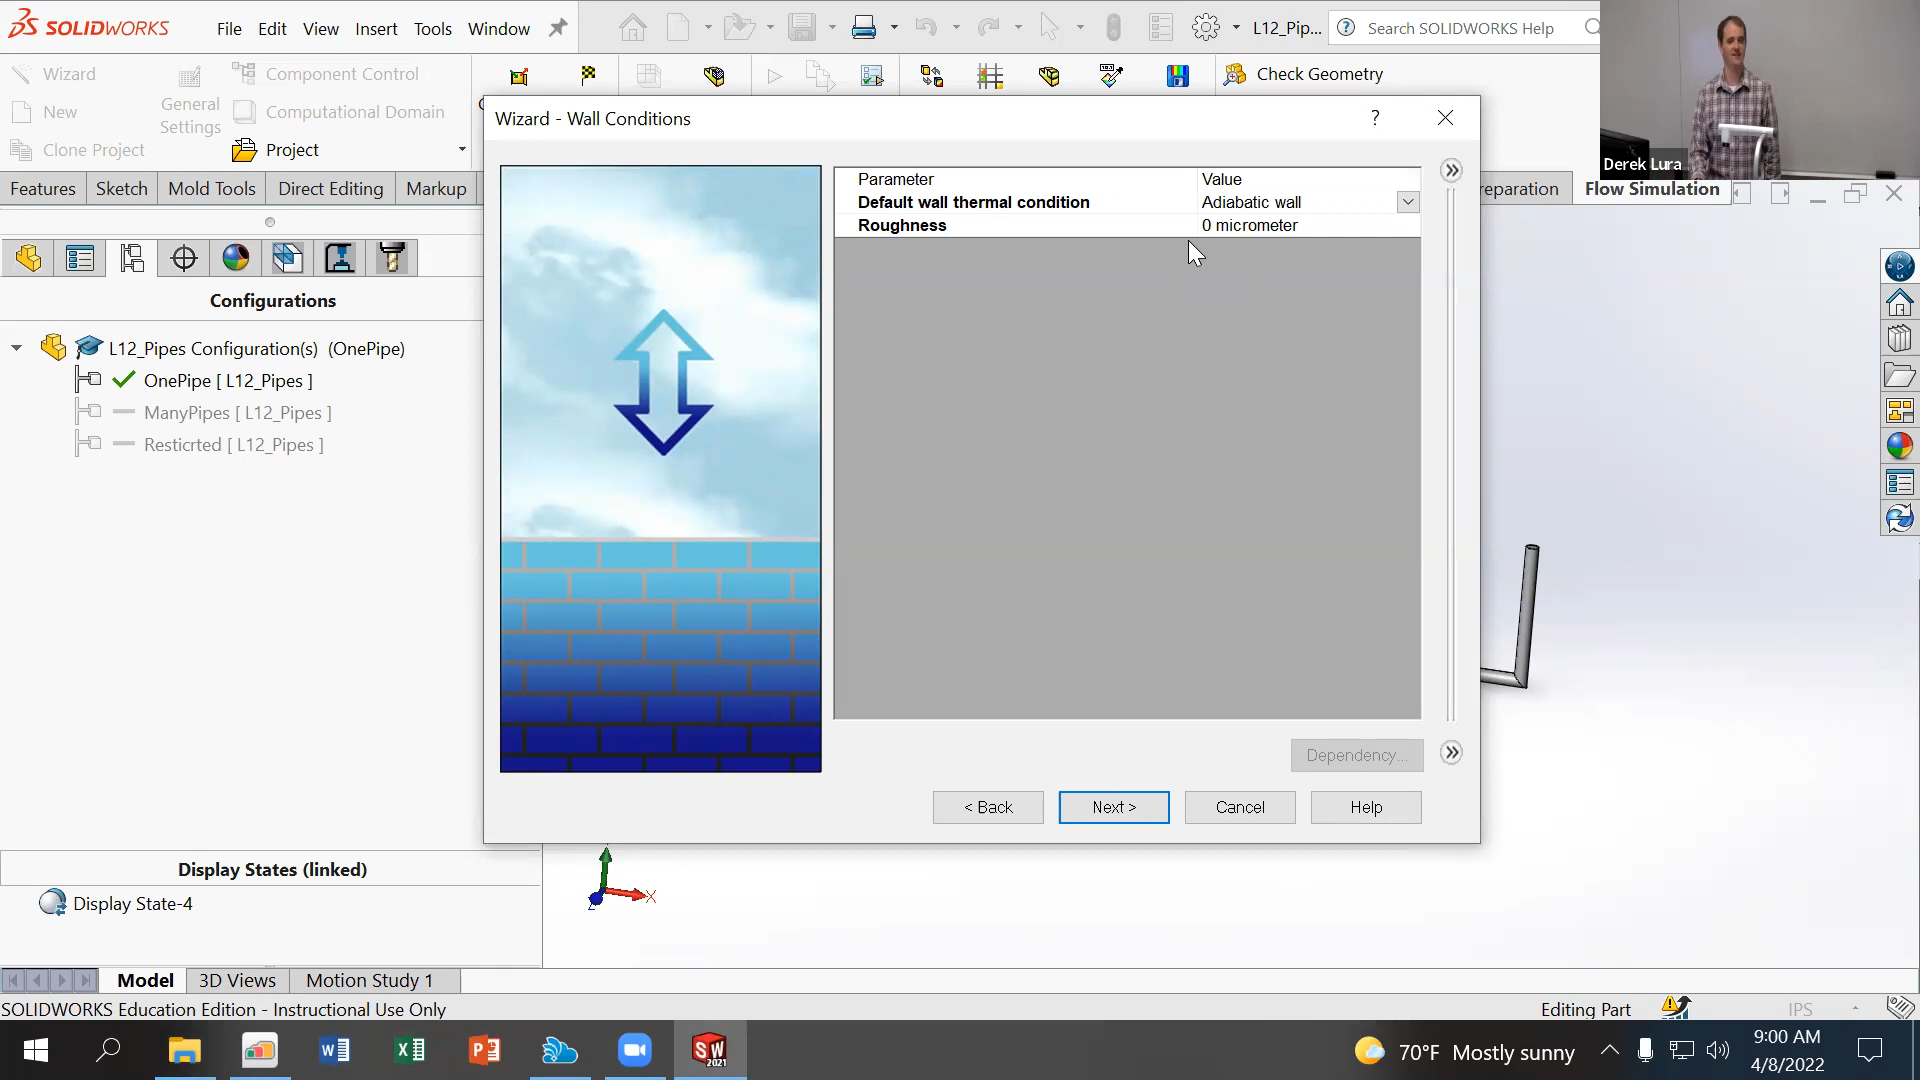 SOLIDWORKS File Edit View Insert Tools Window L12_Pip... Search SOLIDWORKS Help
Wizard Component Control Check Geometry
New General Settings Computational Domain
Clone Project Project
Derek Lura
Features Sketch Mold Tools Direct Editing Markup reparation Flow Simulation
Wizard - Wall Conditions ?
Parameter Value
Default wall thermal condition Adiabatic wall
Roughness 0 micrometer
Configurations
L12_Pipes Configuration(s) (OnePipe)
OnePipe [ L12_Pipes ]
ManyPipes [ L12_Pipes ]
Resticrted [ L12_Pipes ]
Dependency...
< Back Next > Cancel Help
Display States (linked)
Display State-4
X
Z
Model 3D Views Motion Study 1
SOLIDWORKS Education Edition - Instructional Use Only Editing Part IPS
SW 2021
70°F Mostly sunny
9:00 AM
4/8/2022